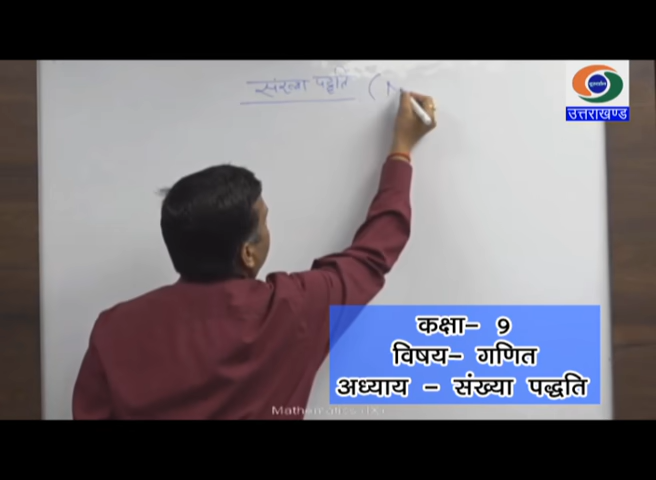 संख्या पद्धति (N
उत्तराखण्ड
कक्षा- 9
विषय- गणित
अध्याय - संख्या पद्धति